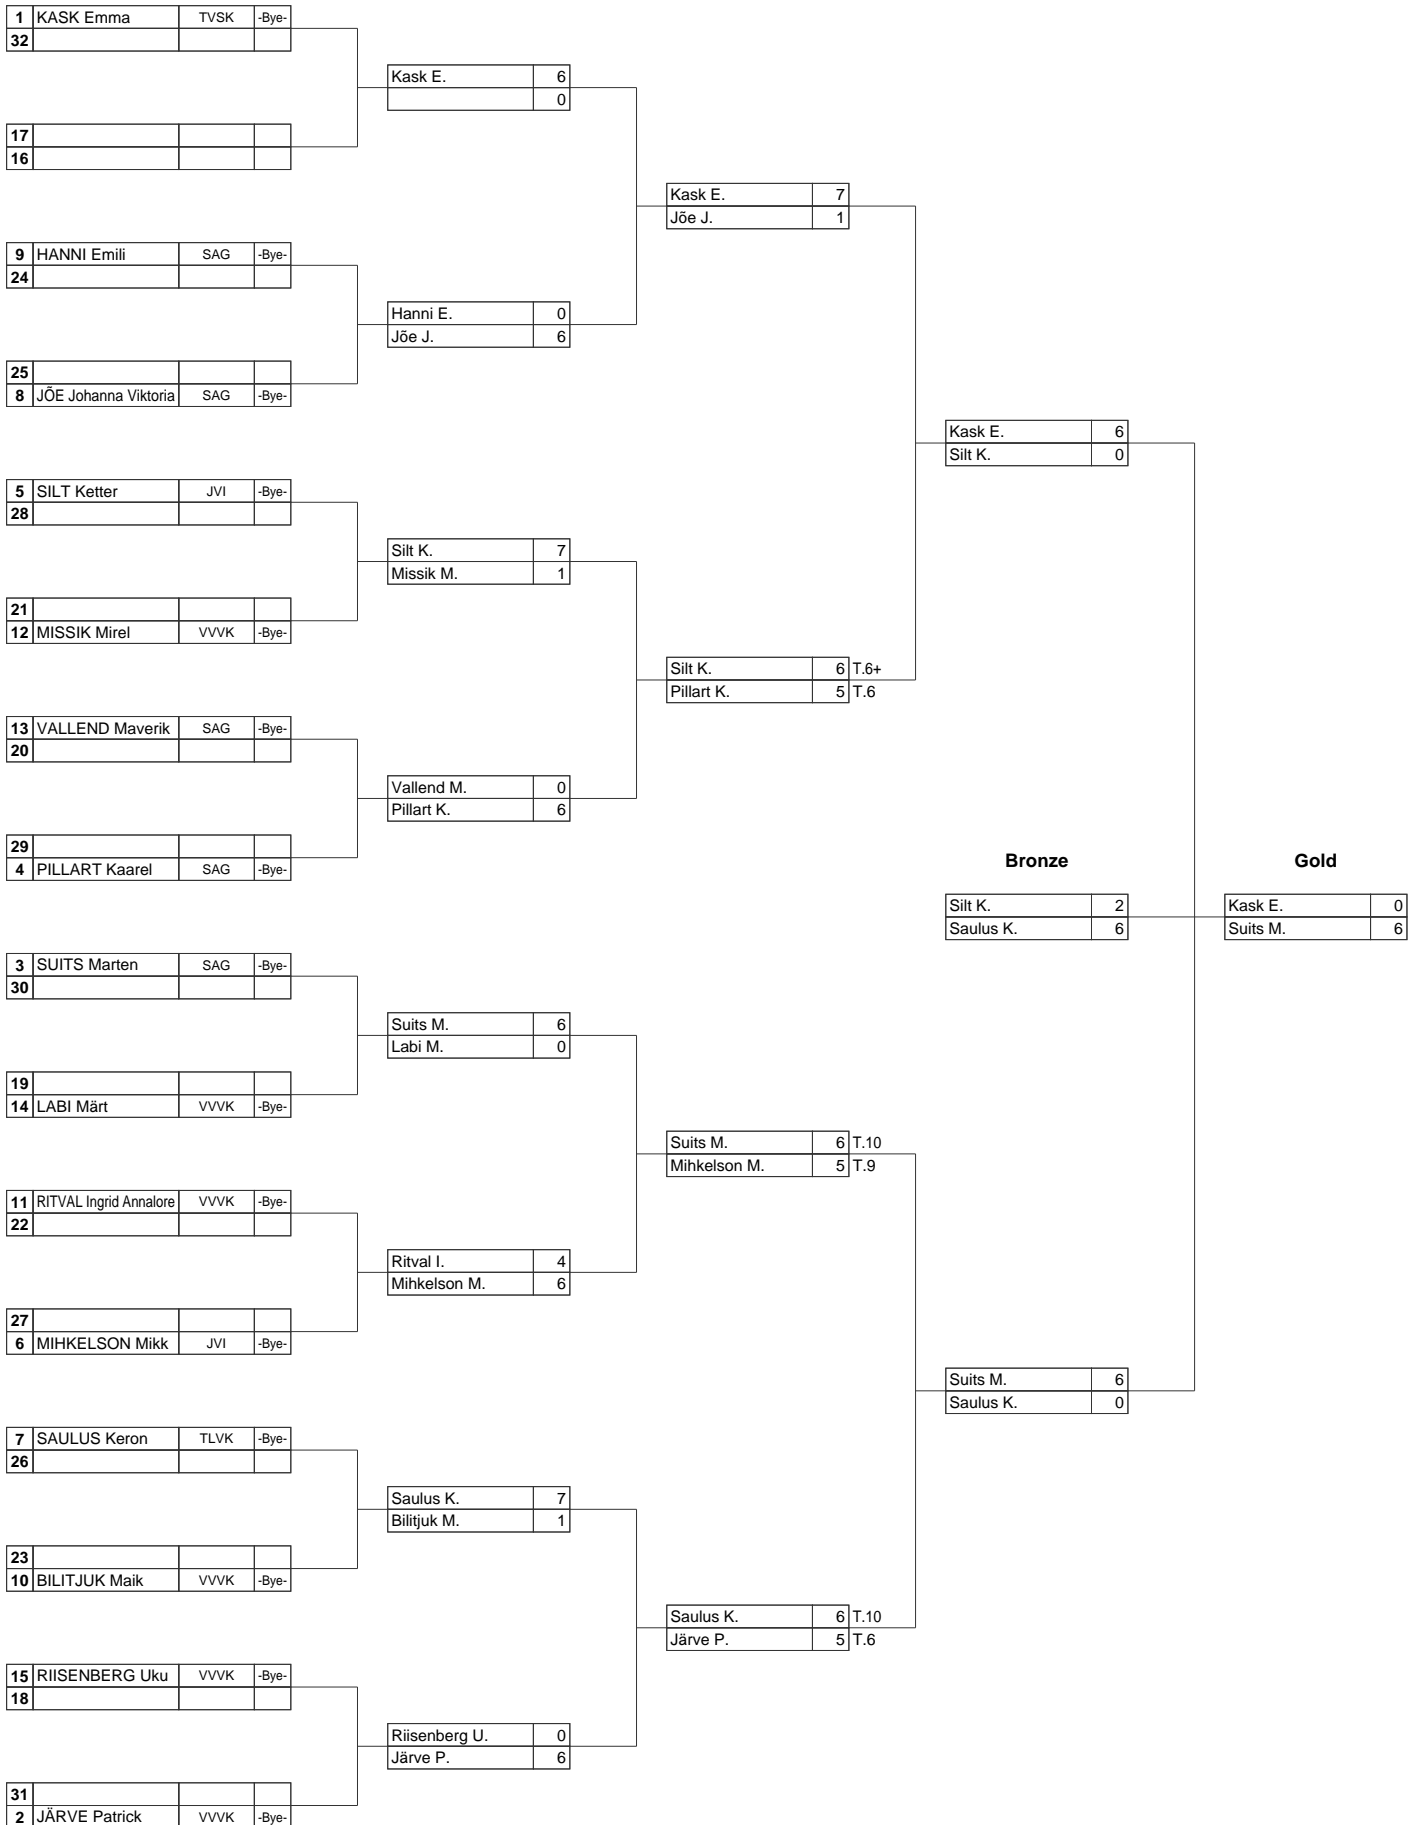 1 KASK Emma TVSK -Bye-
32
Kask E. 6
0
17
16
Kask E. 7
Jõe J. 1
9 HANNI Emili SAG -Bye-
24
Hanni E. 0
Jõe J. 6
25
8 JÕE Johanna Viktoria SAG -Bye-
Kask E. 6
Silt K. 0
5 SILT Ketter JVI -Bye-
28
Silt K. 7
Missik M. 1
21
12 MISSIK Mirel VVVK -Bye-
Silt K. 6 T.6+
Pillart K. 5 T.6
13 VALLEND Maverik SAG -Bye-
20
Vallend M. 0
Pillart K. 6
29
4 PILLART Kaarel SAG -Bye-
Bronze Gold
Silt K. 2 Kask E. 0
Saulus K. 6 Suits M. 6
3 SUITS Marten SAG -Bye-
30
Suits M. 6
Labi M. 0
19
14 LABI Märt VVVK -Bye-
Suits M. 6 T.10
Mihkelson M. 5 T.9
11 RITVAL Ingrid Annalore VVVK -Bye-
22
Ritval I. 4
Mihkelson M. 6
27
6 MIHKELSON Mikk JVI -Bye-
Suits M. 6
Saulus K. 0
7 SAULUS Keron TLVK -Bye-
26
Saulus K. 7
Bilitjuk M. 1
23
10 BILITJUK Maik VVVK -Bye-
Saulus K. 6 T.10
Järve P. 5 T.6
15 RIISENBERG Uku VVVK -Bye-
18
Riisenberg U. 0
Järve P. 6
31
2 JÄRVE Patrick VVVK -Bye-